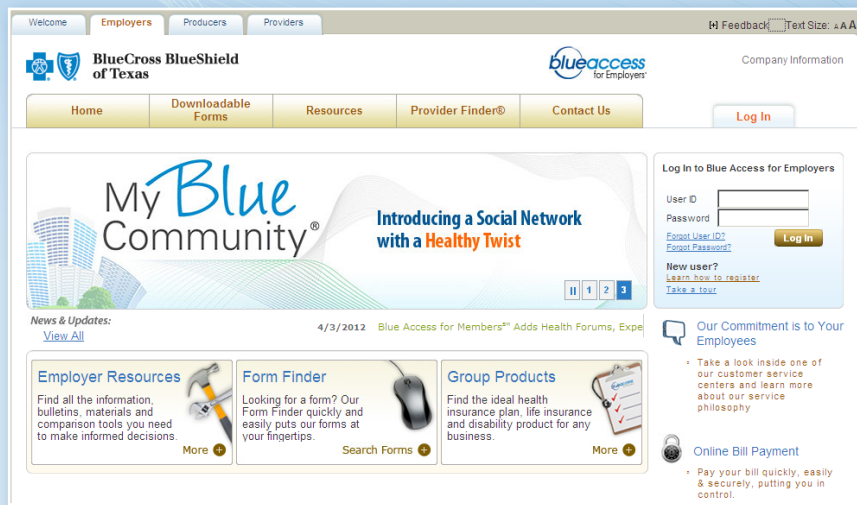 Welcome
Employers
Producers
Providers
[+] Feedback
Text Size: A A A
BlueCross BlueShield
of Texas
blueaccess
for Employers
Company Information
Home
Downloadable
Forms
Resources
Provider Finder®
Contact Us
Log In
My Blue
Community®
Introducing a Social Network
with a Healthy Twist
1 2 3
Log In to Blue Access for Employers
User ID
Password
Forgot User ID?
Forgot Password?
Log In
New user?
Learn how to register
Take a tour
News & Updates:
View All
4/3/2012 Blue Access for Members℠ Adds Health Forums, Expe
Employer Resources
Find all the information,
bulletins, materials and
comparison tools you need
to make informed decisions.
More
Form Finder
Looking for a form? Our
Form Finder quickly and
easily puts our forms at
your fingertips.
Search Forms
Group Products
Find the ideal health
insurance plan, life insurance
and disability product for any
business.
More
Our Commitment is to Your
Employees
Take a look inside one of
our customer service
centers and learn more
about our service
philosophy
Online Bill Payment
Pay your bill quickly, easily
& securely, putting you in
control.